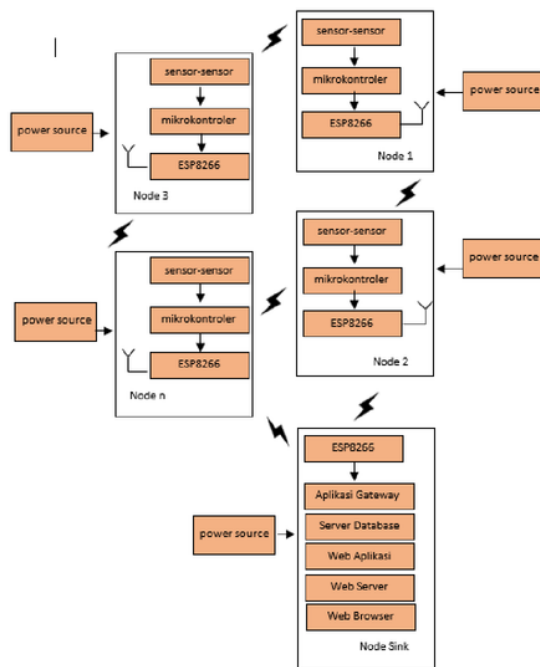 sensor-sensor
mikrokontroler
ESP8266
Node 1
power source
sensor-sensor
mikrokontroler
ESP8266
Node 3
power source
sensor-sensor
mikrokontroler
ESP8266
Node 2
power source
sensor-sensor
mikrokontroler
ESP8266
Node n
power source
ESP8266
Aplikasi Gateway
Server Database
Web Aplikasi
Web Server
Web Browser
Node Sink
power source